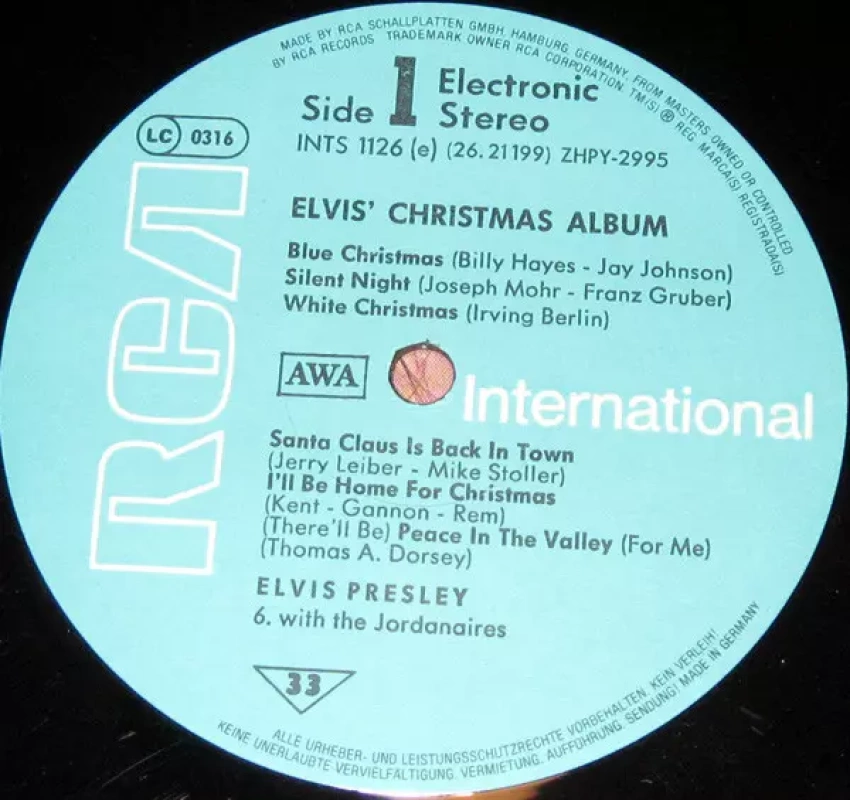 MADE BY RCA SCHALLPLATTEN GMBH, HAMBURG, GERMANY, FROM MASTERS OWNED OR CONTROLLED
BY RCA RECORDS TRADEMARK OWNER RCA CORPORATION. TM(S) ® REG. MARCA(S) REGISTRADA(S)
Side 1 Electronic
Stereo
LC 0316
INTS 1126 (e) (26.21199) ZHPY-2995
RCA
ELVIS' CHRISTMAS ALBUM
Blue Christmas (Billy Hayes - Jay Johnson)
Silent Night (Joseph Mohr - Franz Gruber)
White Christmas (Irving Berlin)
AWA
International
Santa Claus Is Back In Town
(Jerry Leiber - Mike Stoller)
I'll Be Home For Christmas
(Kent - Gannon - Rem)
(There'll Be) Peace In The Valley (For Me)
(Thomas A. Dorsey)
ELVIS PRESLEY
6. with the Jordanaires
33
ALLE URHEBER- UND LEISTUNGSSCHUTZRECHTE VORBEHALTEN. KEIN VERLEIH!
KEINE UNERLAUBTE VERVIELFÄLTIGUNG, VERMIETUNG, AUFFÜHRUNG, SENDUNG! MADE IN GERMANY